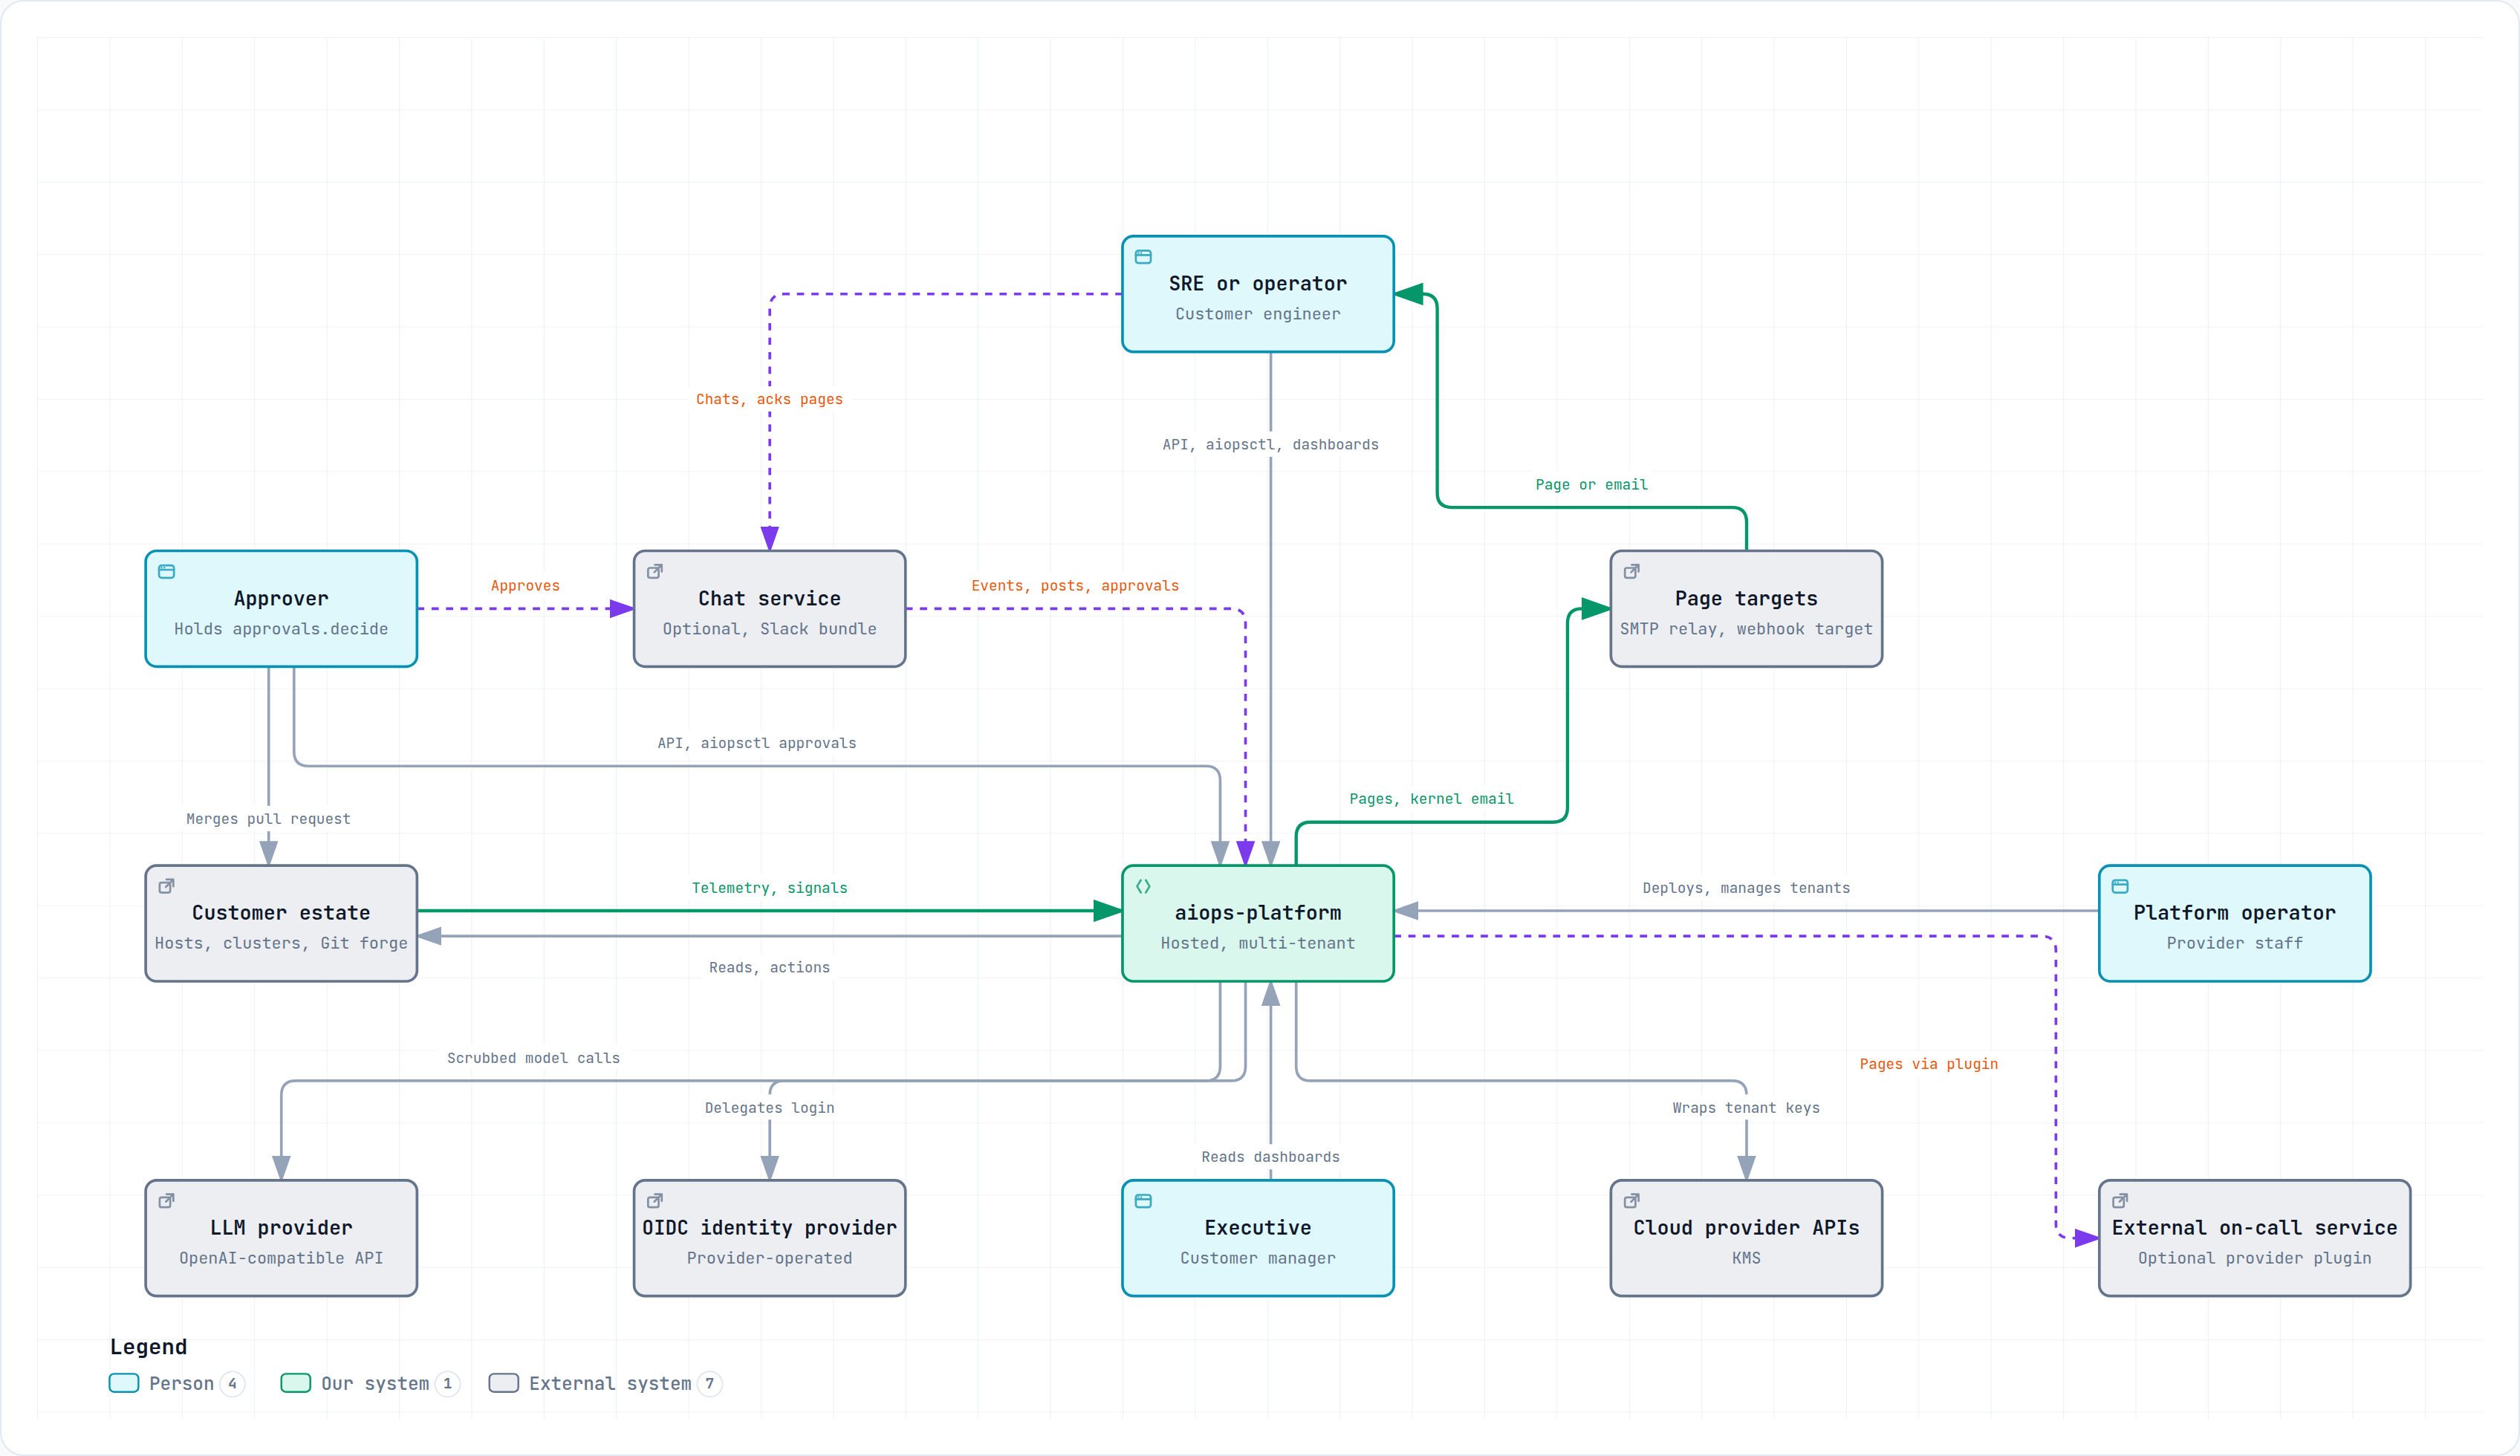 SRE or operator
Customer engineer
Chats, acks pages
API, aiopsctl, dashboards
Page or email
Approver
Holds approvals.decide
Approves
Chat service
Optional, Slack bundle
Events, posts, approvals
Page targets
SMTP relay, webhook target
API, aiopsctl approvals
Pages, kernel email
Merges pull request
Customer estate
Hosts, clusters, Git forge
Telemetry, signals
Reads, actions
aiops-platform
Hosted, multi-tenant
Deploys, manages tenants
Platform operator
Provider staff
Scrubbed model calls
Pages via plugin
Delegates login
Wraps tenant keys
Reads dashboards
LLM provider
OpenAI-compatible API
OIDC identity provider
Provider-operated
Executive
Customer manager
Cloud provider APIs
KMS
External on-call service
Optional provider plugin
Legend
Person 4
Our system 1
External system 7